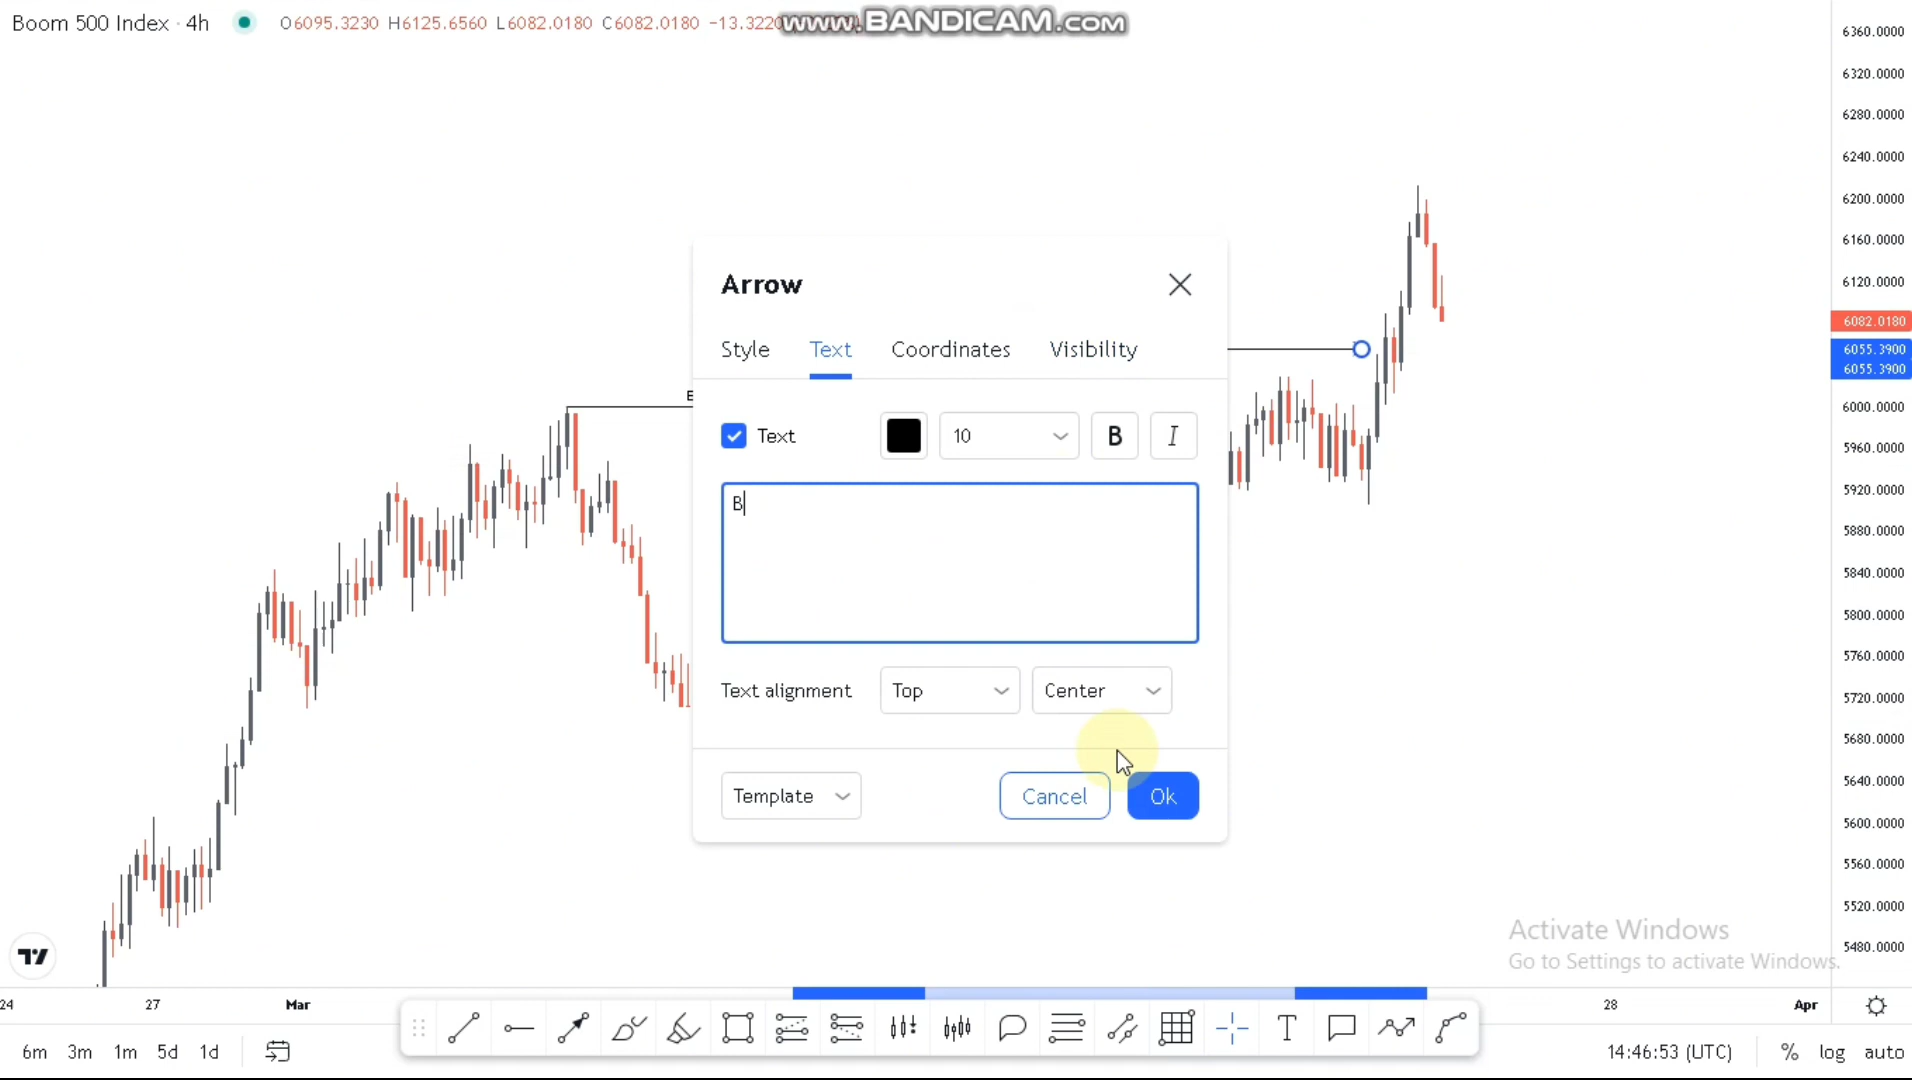 Boom 500 Index · 4h O6095.3230 H6125.6560 L6082.0180 C6082.0180 −13.3220
www.BANDICAM.com
6360.0000
6320.0000
6280.0000
6240.0000
6200.0000
6160.0000
6120.0000
6082.0180
6055.3900
6055.3900
6000.0000
5960.0000
5920.0000
5880.0000
5840.0000
5800.0000
5760.0000
5720.0000
5680.0000
5640.0000
5600.0000
5560.0000
5520.0000
5480.0000
Arrow
Style Text Coordinates Visibility
Text 10 B I
B
Text alignment Top Center
Template Cancel Ok
Activate Windows
Go to Settings to activate Windows.
24 27 Mar 28 Apr
6m 3m 1m 5d 1d 14:46:53 (UTC) % log auto